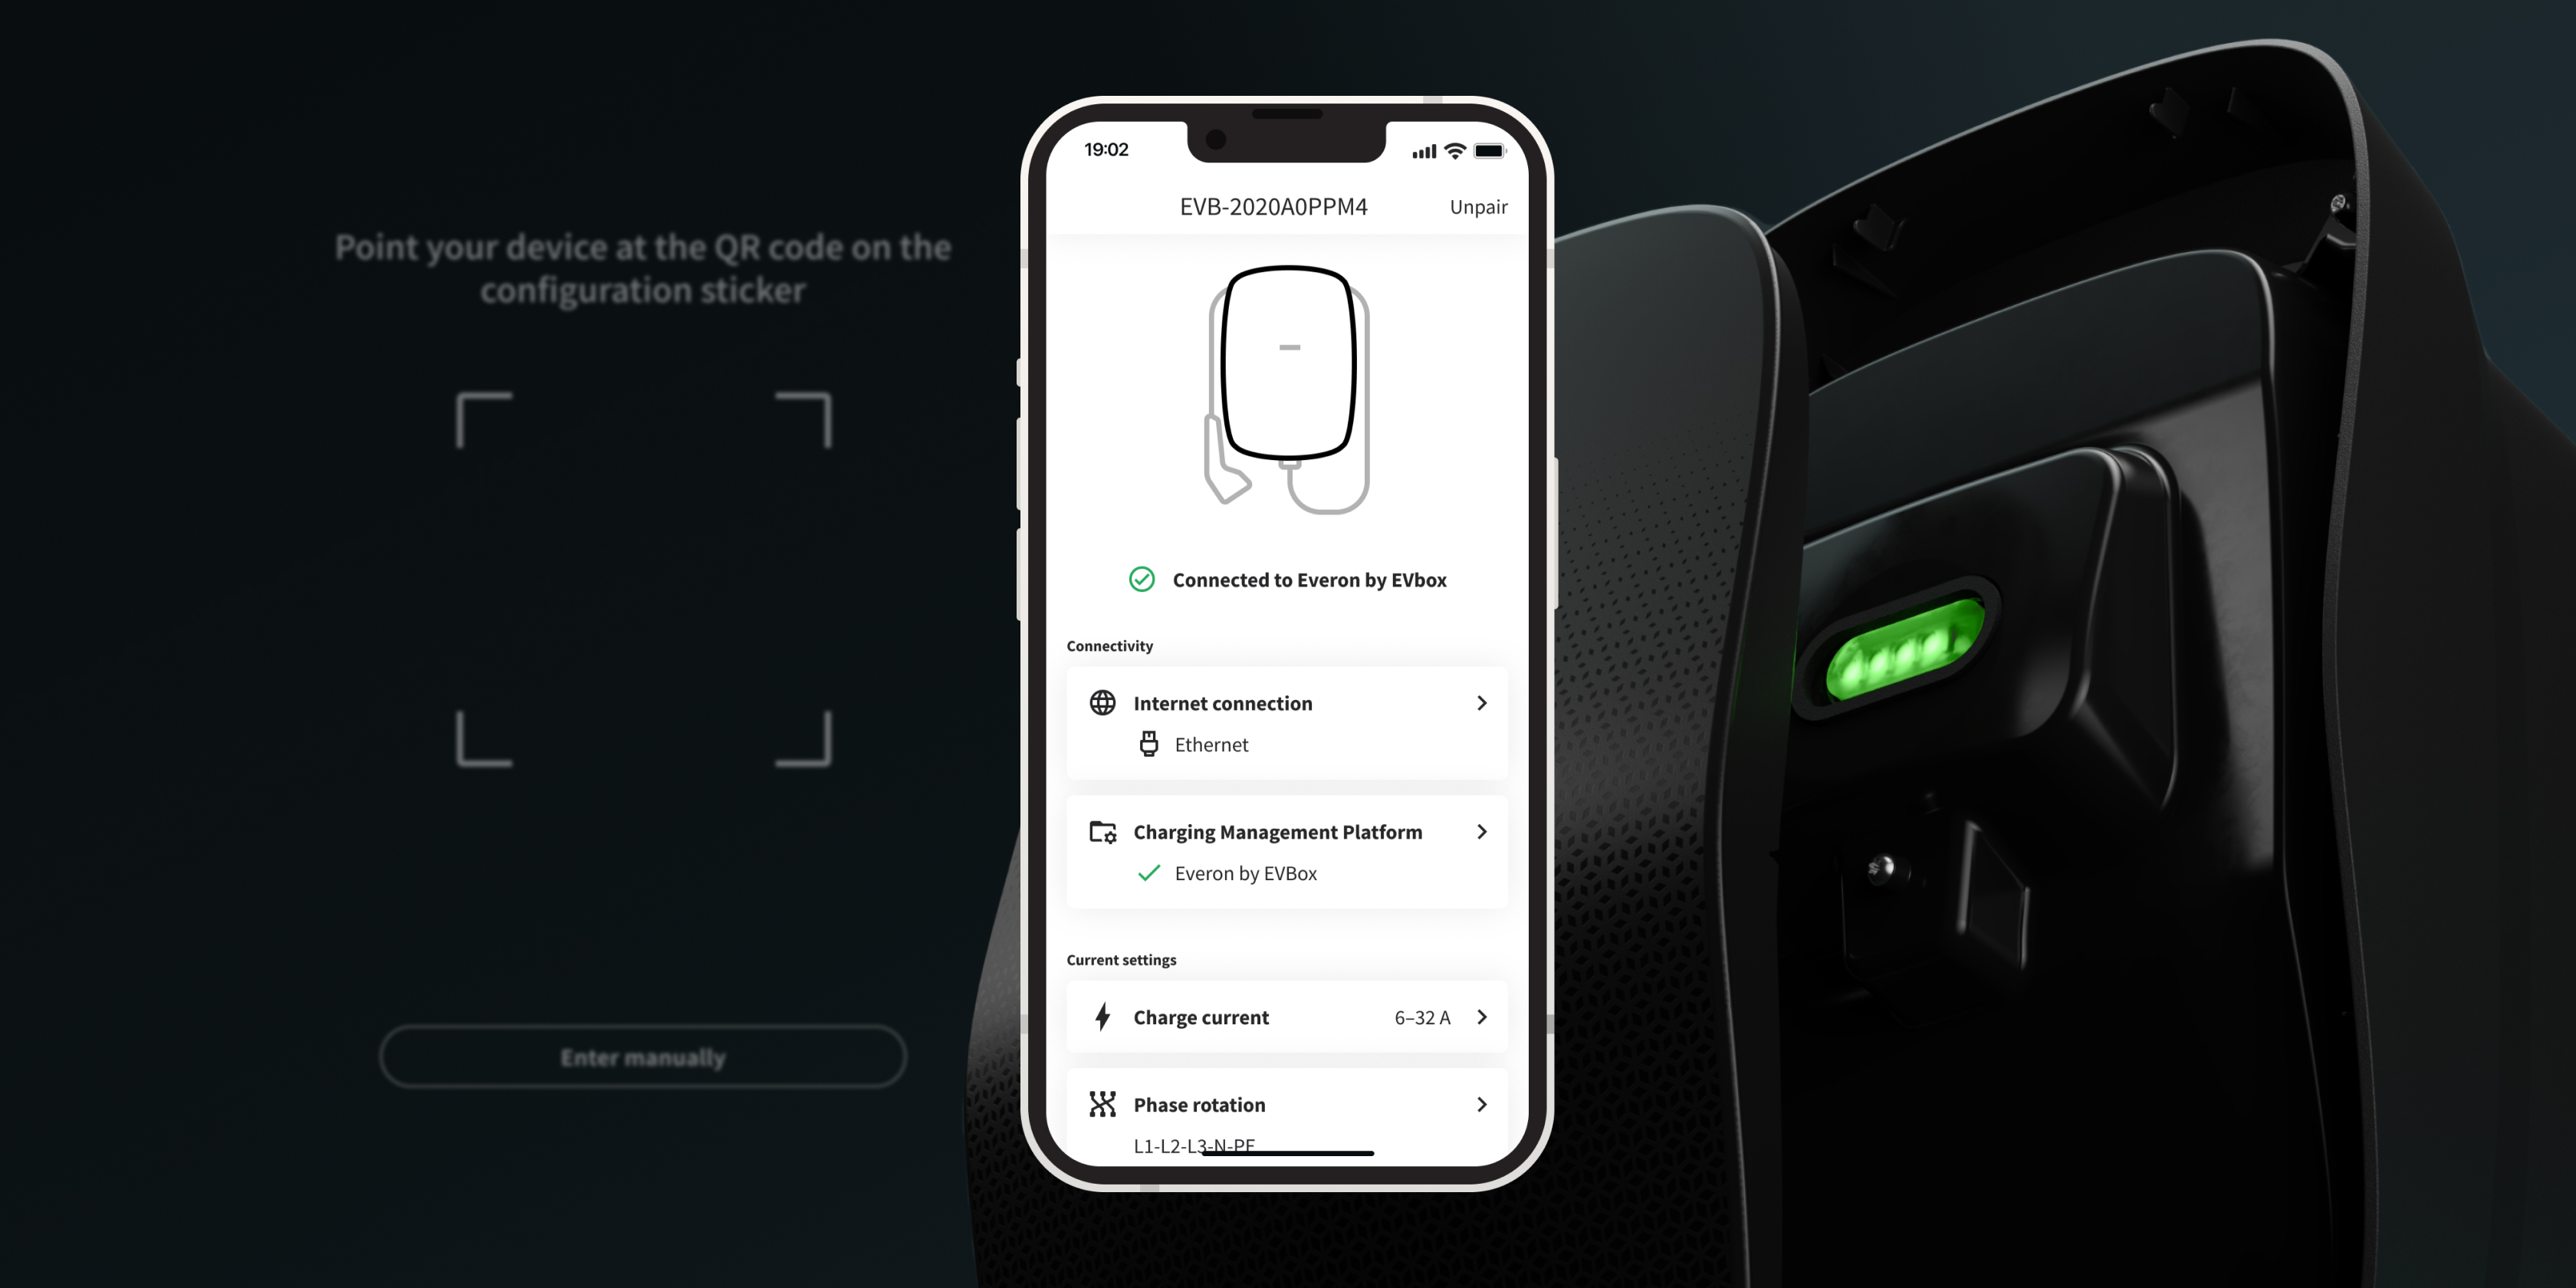 Point your device at the QR code on the
configuration sticker
Enter manually
19:02
EVB-2020A0PPM4
Unpair
Connected to Everon by EVbox
Connectivity
Internet connection
Ethernet
Charging Management Platform
Everon by EVBox
Current settings
Charge current
6–32 A
Phase rotation
L1-L2-L3-N-PE